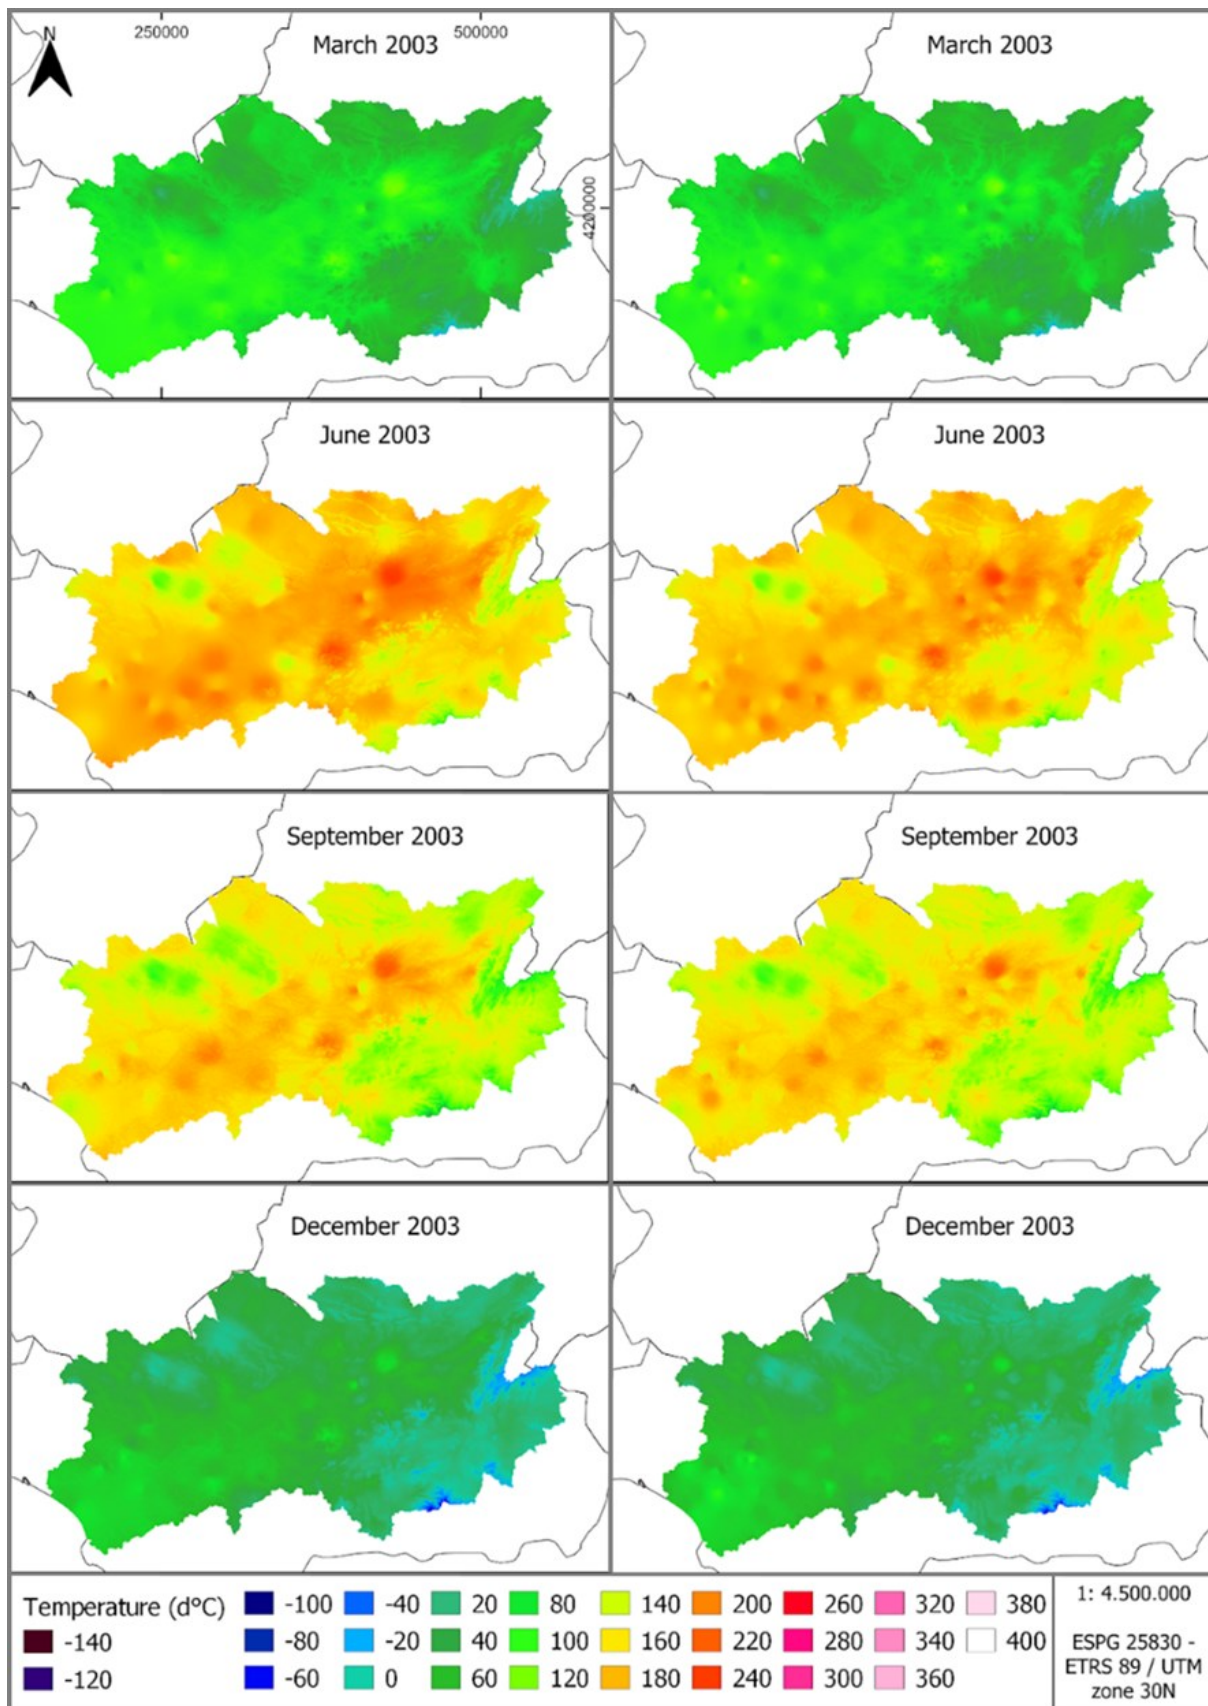 N
250000
500000
March 2003
March 2003
4200000
June 2003
June 2003
September 2003
September 2003
December 2003
December 2003
Temperature (d°C)
-140
-120
-100
-80
-60
-40
-20
0
20
40
60
80
100
120
140
160
180
200
220
240
260
280
300
320
340
360
380
400
1: 4.500.000
ESPG 25830 -
ETRS 89 / UTM
zone 30N